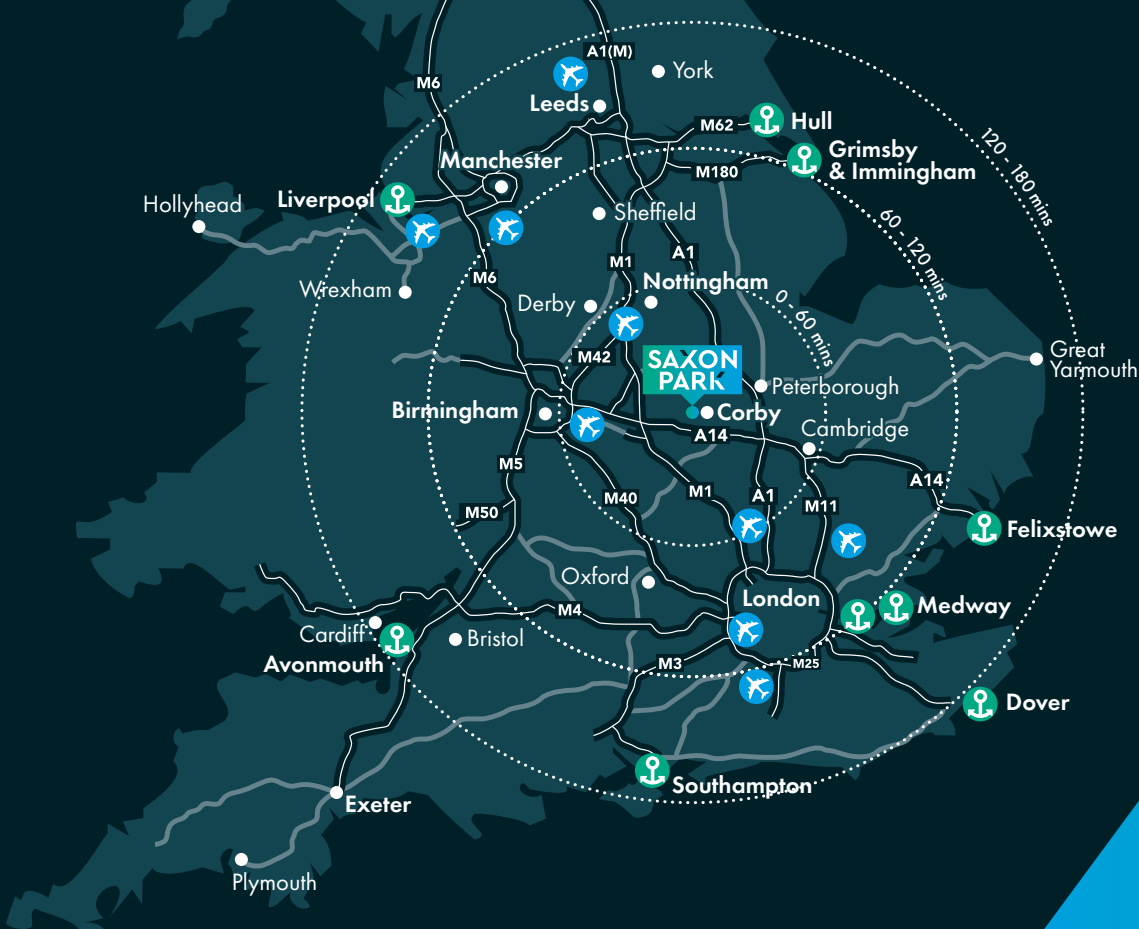 A1(M)
York
M6
Leeds
M62
Hull
120 - 180 mins
Manchester
Grimsby
& Immingham
M180
Liverpool
Hollyhead
Sheffield
60 - 120 mins
M1
A1
M6
Nottingham
Wrexham
Derby
0 - 60 mins
M42
SAXON
PARK
Great
Yarmouth
Peterborough
Birmingham
Corby
A14
Cambridge
M5
M40
M1
A1
M11
A14
M50
Felixstowe
Oxford
London
Medway
M4
Cardiff
Bristol
Avonmouth
M3
M25
Dover
Southampton
Exeter
Plymouth